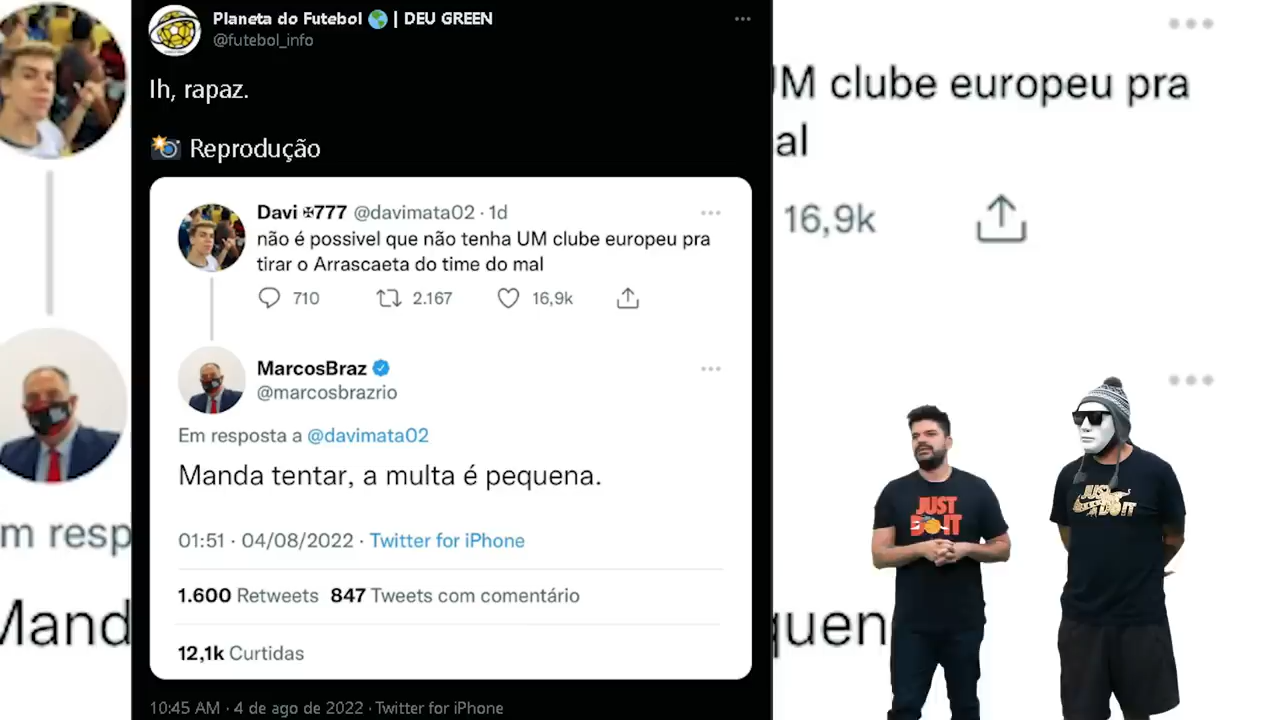 Planeta do Futebol 🌎 | DEU GREEN
@futebol_info
Ih, rapaz.
📸 Reprodução
Davi ✠777 @davimata02 · 1d
não é possivel que não tenha UM clube europeu pra
tirar o Arrascaeta do time do mal
710 2.167 16,9k
MarcosBraz
@marcosbrazrio
Em resposta a @davimata02
Manda tentar, a multa é pequena.
01:51 · 04/08/2022 · Twitter for iPhone
1.600 Retweets 847 Tweets com comentário
12,1k Curtidas
10:45 AM · 4 de ago de 2022 · Twitter for iPhone
UM clube europeu pra
al
16,9k
m resp
Mand
quen
JUST
DO IT
JUST
DO IT